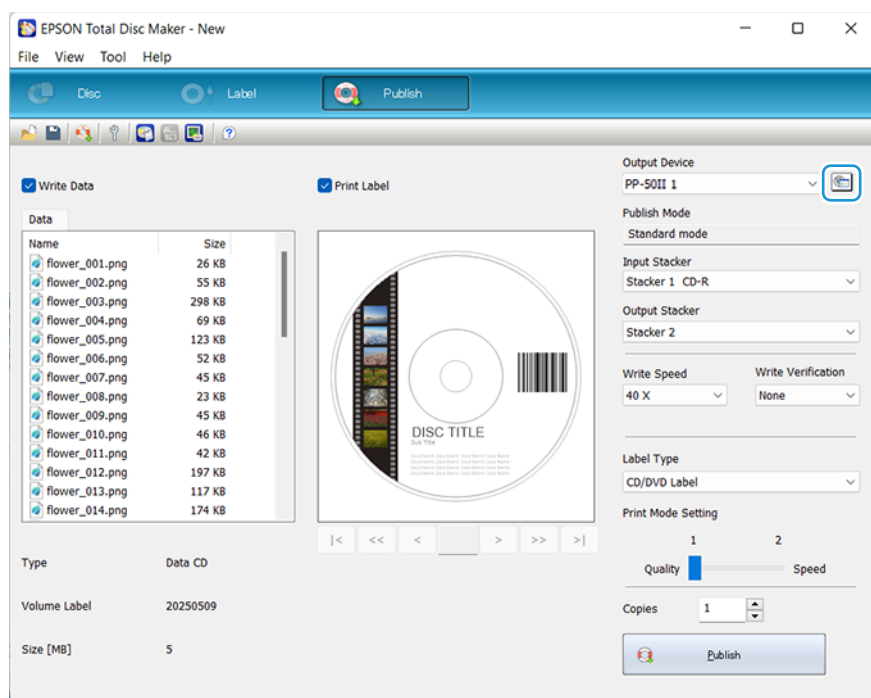 EPSON Total Disc Maker - New
File View Tool Help
Disc Label Publish
Write Data
Print Label
Data
Name Size
flower_001.png 26 KB
flower_002.png 55 KB
flower_003.png 298 KB
flower_004.png 69 KB
flower_005.png 123 KB
flower_006.png 52 KB
flower_007.png 45 KB
flower_008.png 23 KB
flower_009.png 45 KB
flower_010.png 46 KB
flower_011.png 42 KB
flower_012.png 197 KB
flower_013.png 117 KB
flower_014.png 174 KB
DISC TITLE
Sub Title
|< << < > >> >|
Type Data CD
Volume Label 20250509
Size [MB] 5
Output Device
PP-50II 1
Publish Mode
Standard mode
Input Stacker
Stacker 1 CD-R
Output Stacker
Stacker 2
Write Speed Write Verification
40 X None
Label Type
CD/DVD Label
Print Mode Setting
1 2
Quality Speed
Copies 1
Publish